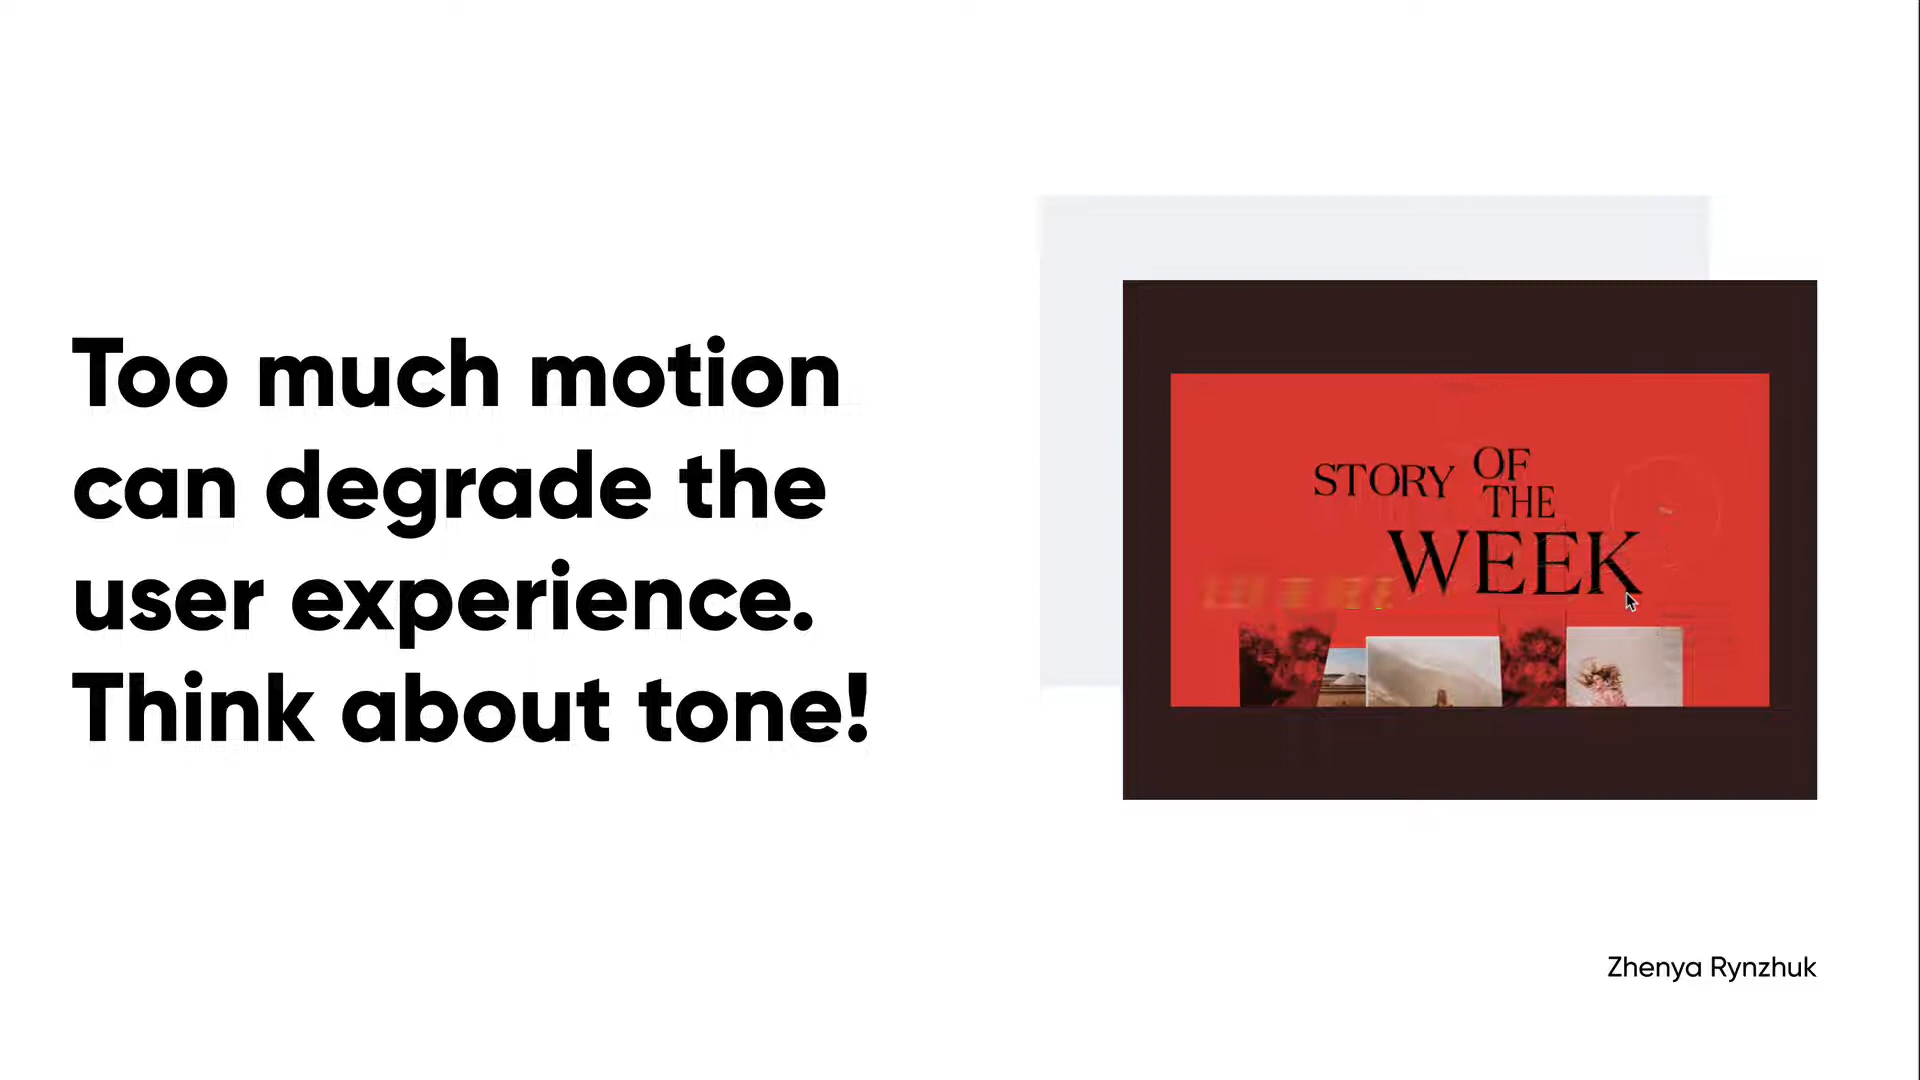 Too much motion
can degrade the
user experience.
Think about tone!
STORY OF
THE
WEEK
Zhenya Rynzhuk